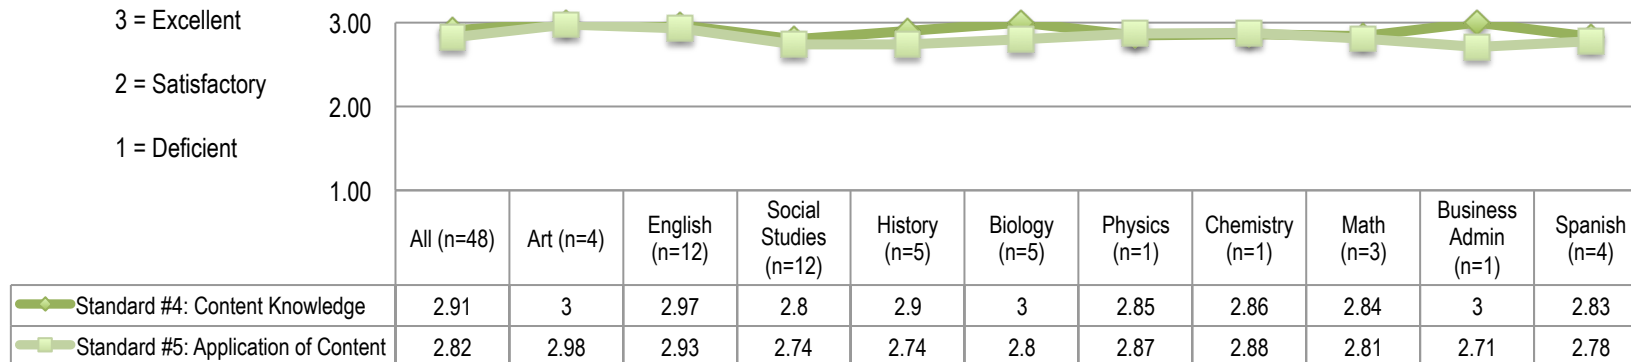 3 = Excellent
2 = Satisfactory
1 = Deficient
3.00
2.00
1.00
All (n=48)
Art (n=4)
English
(n=12)
Social
Studies
(n=12)
History
(n=5)
Biology
(n=5)
Physics
(n=1)
Chemistry
(n=1)
Math
(n=3)
Business
Admin
(n=1)
Spanish
(n=4)
Standard #4: Content Knowledge 2.91 3 2.97 2.8 2.9 3 2.85 2.86 2.84 3 2.83
Standard #5: Application of Content 2.82 2.98 2.93 2.74 2.74 2.8 2.87 2.88 2.81 2.71 2.78